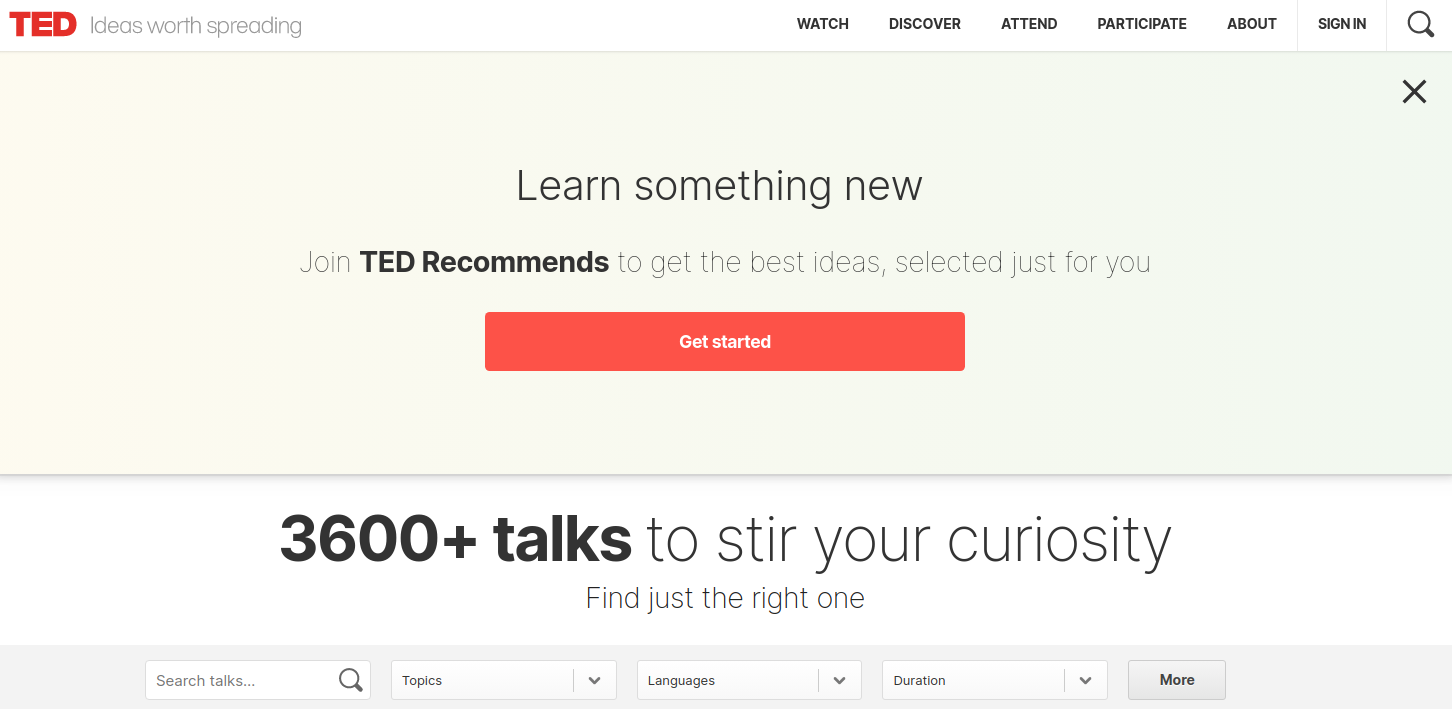 TED Ideas worth spreading WATCH DISCOVER ATTEND PARTICIPATE ABOUT SIGN IN
Learn something new
Join TED Recommends to get the best ideas, selected just for you
Get started
3600+ talks to stir your curiosity
Find just the right one
Search talks... Topics Languages Duration More